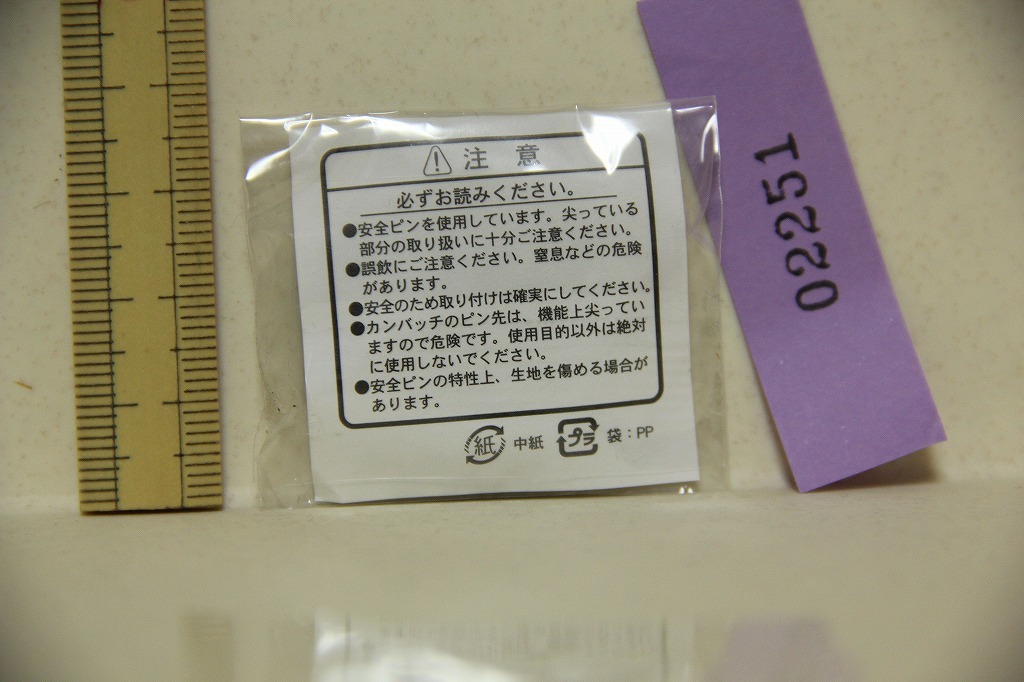 注 意
必ずお読みください。
●安全ピンを使用しています。尖っている
部分の取り扱いに十分ご注意ください。
●誤飲にご注意ください。窒息などの危険
があります。
●安全のため取り付けは確実にしてください。
●カンバッチのピン先は、機能上尖ってい
ますので危険です。使用目的以外は絶対
に使用しないでください。
●安全ピンの特性上、生地を傷める場合が
あります。
紙 中紙 プラ 袋：PP
02251